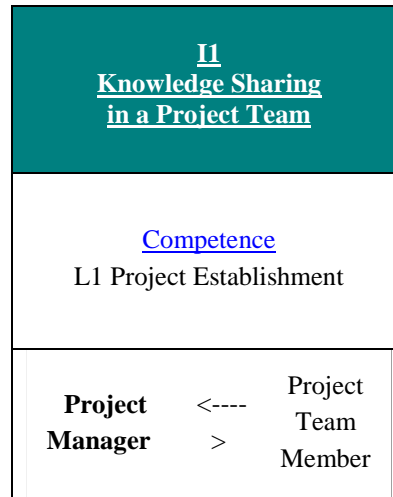 I1
Knowledge Sharing
in a Project Team
Competence
L1 Project Establishment
Project
Manager
<----
>
Project
Team
Member